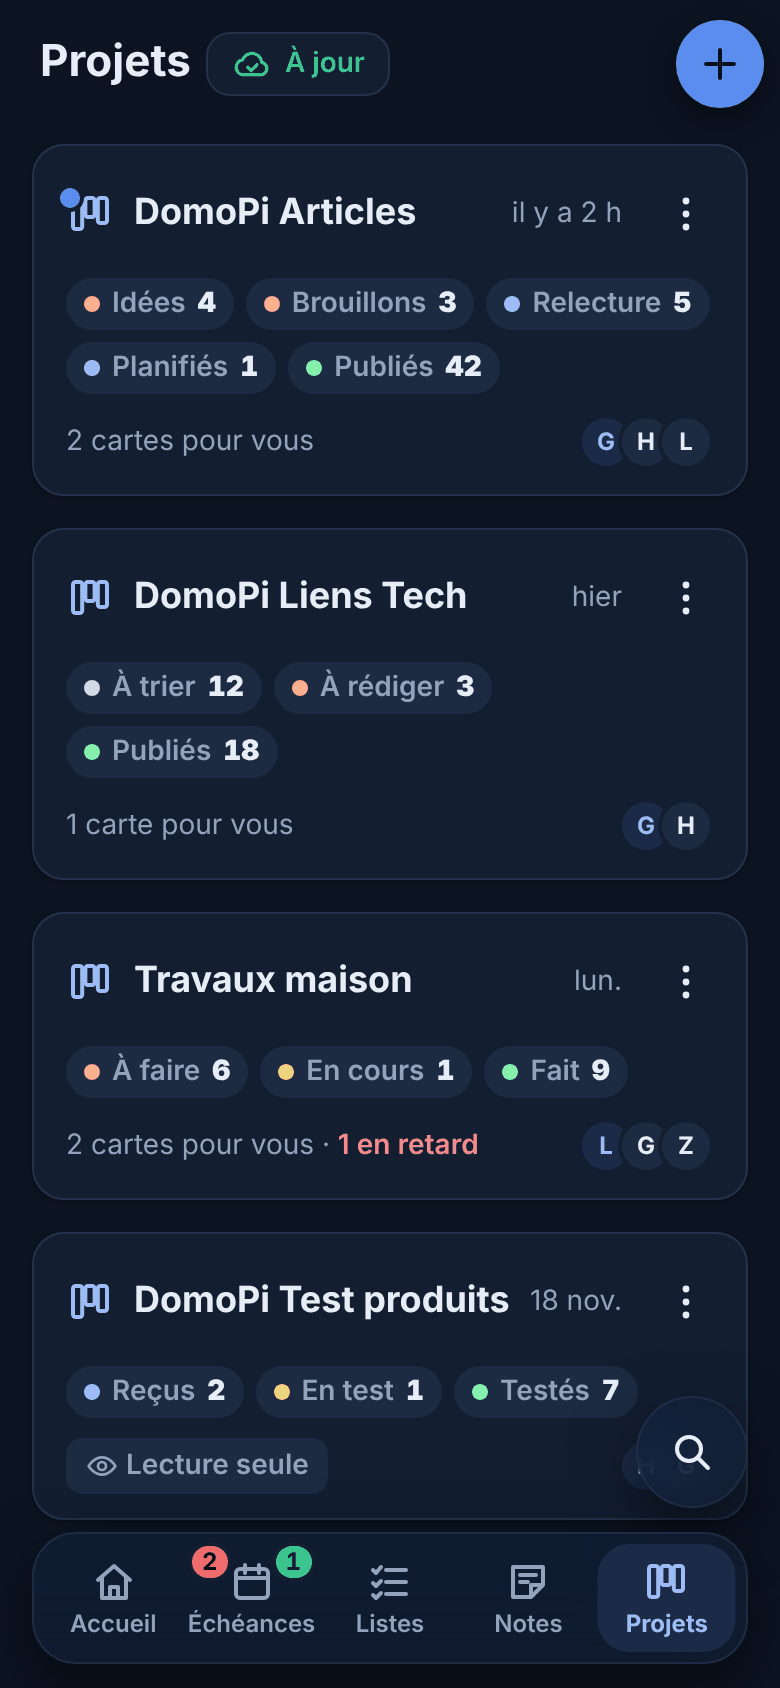 Projets À jour
DomoPi Articles il y a 2 h
Idées 4 Brouillons 3 Relecture 5
Planifiés 1 Publiés 42
2 cartes pour vous G H L
DomoPi Liens Tech hier
À trier 12 À rédiger 3
Publiés 18
1 carte pour vous G H
Travaux maison lun.
À faire 6 En cours 1 Fait 9
2 cartes pour vous · 1 en retard L G Z
DomoPi Test produits 18 nov.
Reçus 2 En test 1 Testés 7
Lecture seule H G
2 1
Accueil Échéances Listes Notes Projets